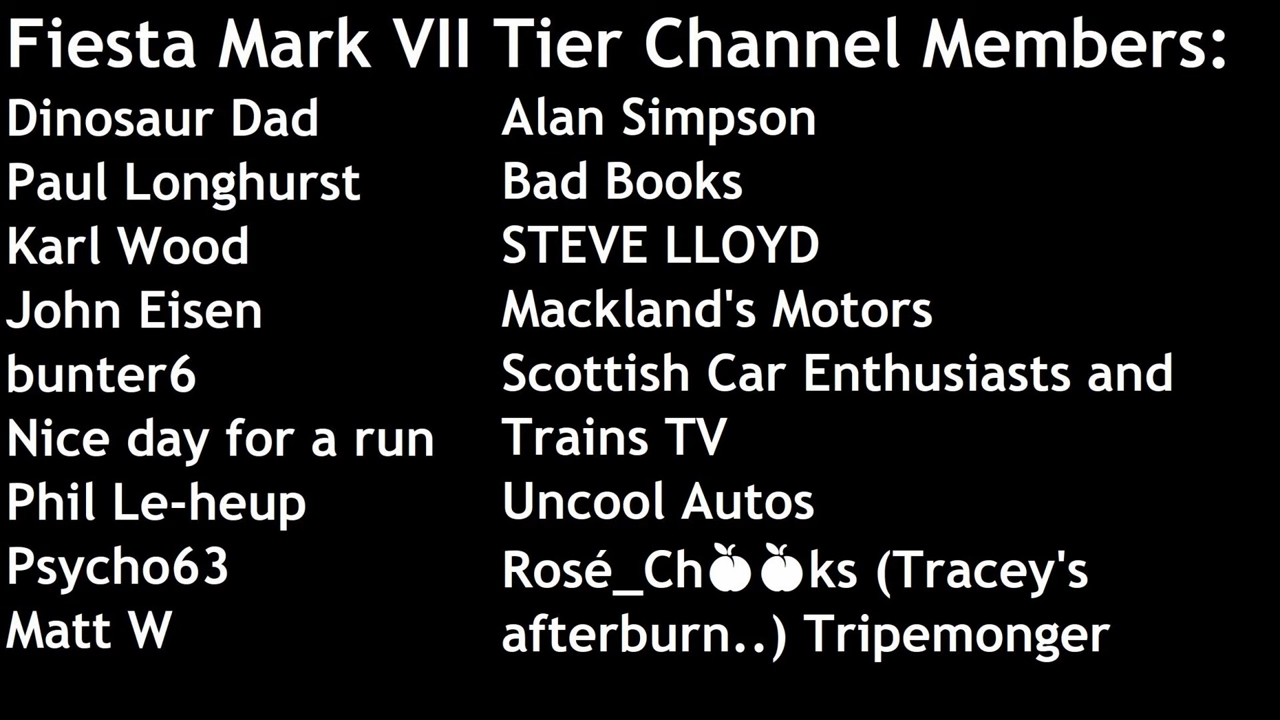 Fiesta Mark VII Tier Channel Members:
Dinosaur Dad
Paul Longhurst
Karl Wood
John Eisen
bunter6
Nice day for a run
Phil Le-heup
Psycho63
Matt W
Alan Simpson
Bad Books
STEVE LLOYD
Mackland's Motors
Scottish Car Enthusiasts and
Trains TV
Uncool Autos
Rosé_Ch🍑🍑ks (Tracey's
afterburn..) Tripemonger